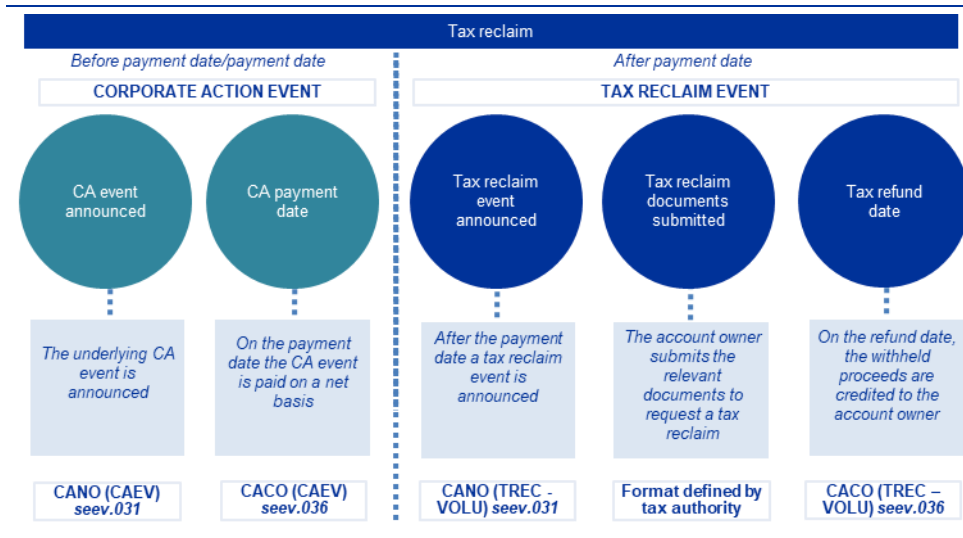 Tax reclaim
Before payment date/payment date
CORPORATE ACTION EVENT
CA event
announced
CA payment
date
The underlying CA
event is
announced
On the payment
date the CA event
is paid on a net
basis
CANO (CAEV)
seev.031
CACO (CAEV)
seev.036
After payment date
TAX RECLAIM EVENT
Tax reclaim
event
announced
Tax reclaim
documents
submitted
Tax refund
date
After the payment
date a tax reclaim
event is
announced
The account owner
submits the
relevant
documents to
request a tax
reclaim
On the refund date,
the withheld
proceeds are
credited to the
account owner
CANO (TREC -
VOLU) seev.031
Format defined by
tax authority
CACO (TREC –
VOLU) seev.036